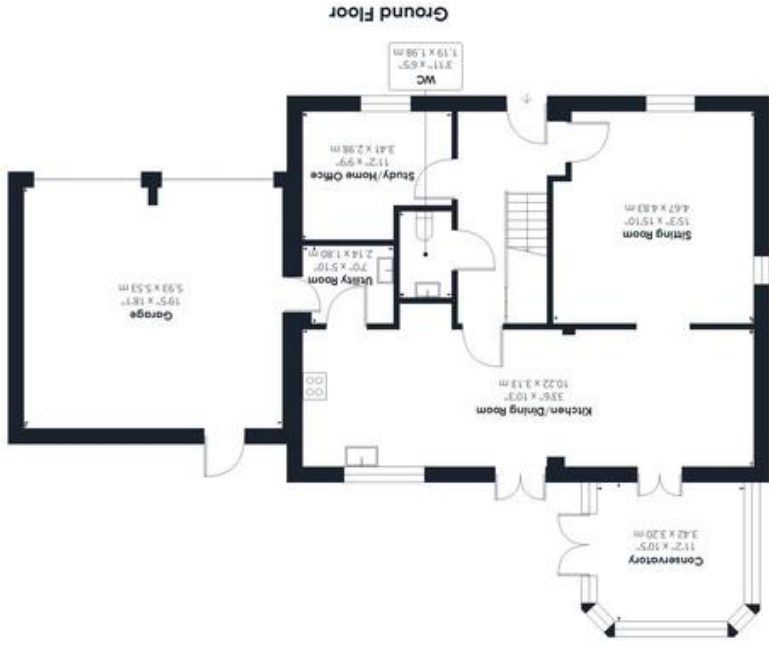 Conservatory
11'2" x 10'5"
3.42 x 3.20 m
Kitchen/Dining Room
33'6" x 10'3"
10.22 x 3.13 m
Garage
19'5" x 18'1"
5.93 x 5.53 m
Utility Room
7'0" x 5'10"
2.14 x 1.80 m
Sitting Room
15'3" x 15'10"
4.67 x 4.83 m
Study/Home Office
11'2" x 9'9"
3.41 x 2.98 m
WC
3'11" x 6'5"
1.19 x 1.98 m
Ground Floor